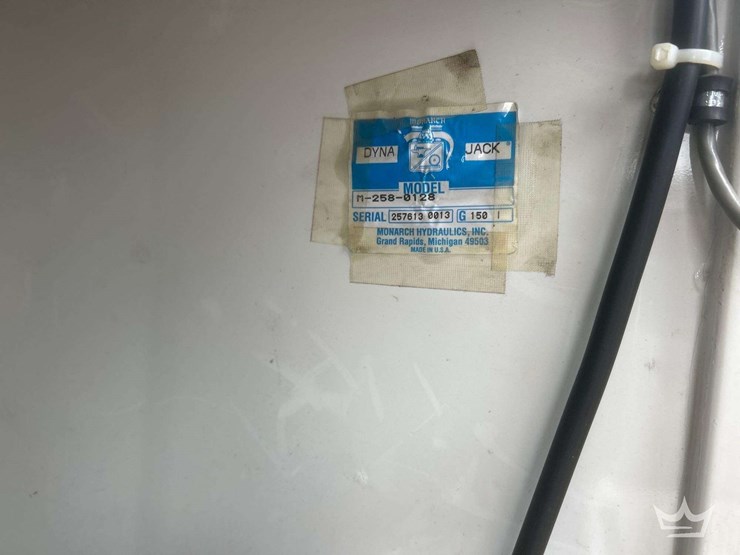 MONARCH
DYNA JACK
MODEL
M-258-0128
SERIAL 257613 0013 G 150 I
MONARCH HYDRAULICS, INC.
Grand Rapids, Michigan 49503
MADE IN U.S.A.